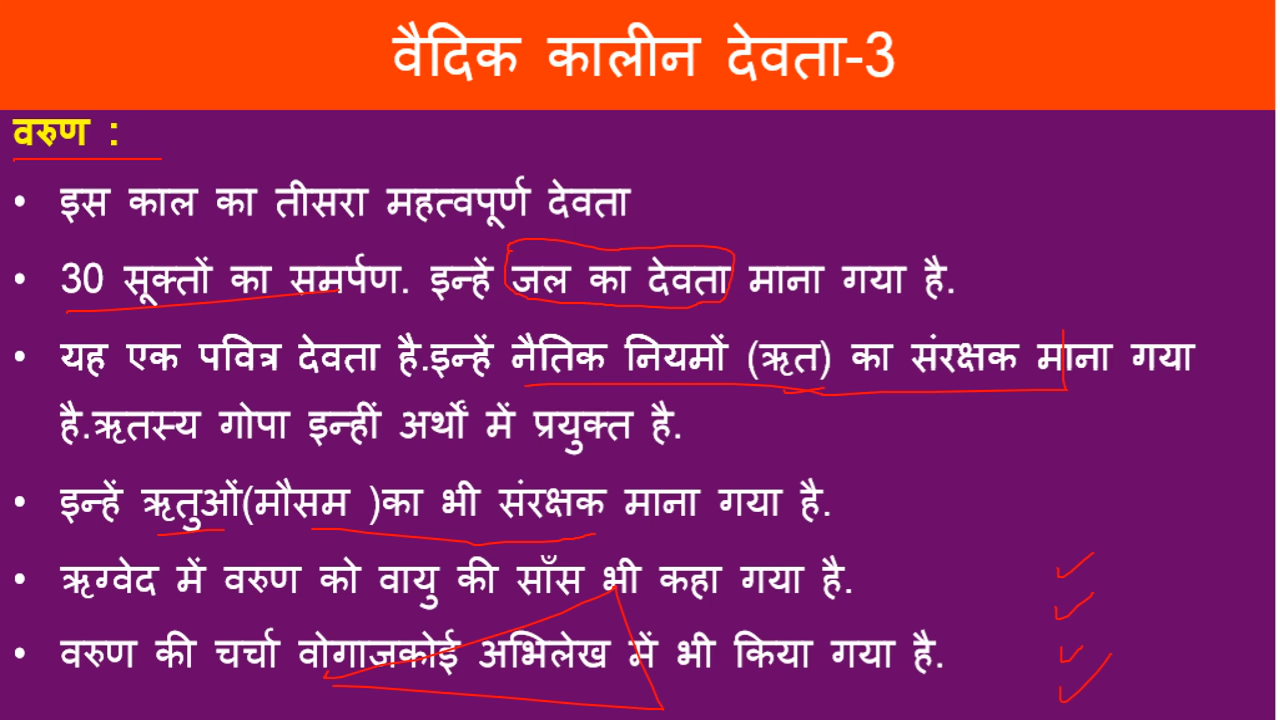 वैदिक कालीन देवता-3
वरुण :
• इस काल का तीसरा महत्वपूर्ण देवता
• 30 सूक्तों का समर्पण. इन्हें जल का देवता माना गया है.
• यह एक पवित्र देवता है.इन्हें नैतिक नियमों (ऋत) का संरक्षक माना गया
है.ऋतस्य गोपा इन्हीं अर्थों में प्रयुक्त है.
• इन्हें ऋतुओं(मौसम )का भी संरक्षक माना गया है.
• ऋग्वेद में वरुण को वायु की साँस भी कहा गया है.
• वरुण की चर्चा वोगाजकोई अभिलेख में भी किया गया है.